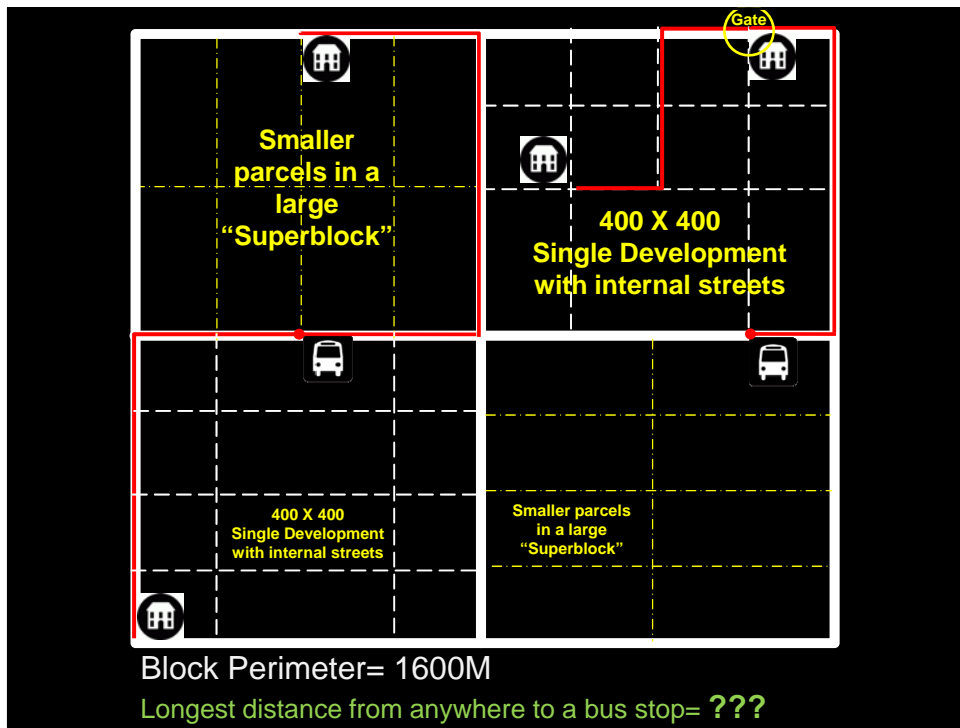 Gate
Smaller
parcels in a
large
“Superblock”
400 X 400
Single Development
with internal streets
400 X 400
Single Development
with internal streets
Smaller parcels
in a large
“Superblock”
Block Perimeter= 1600M
Longest distance from anywhere to a bus stop= ???